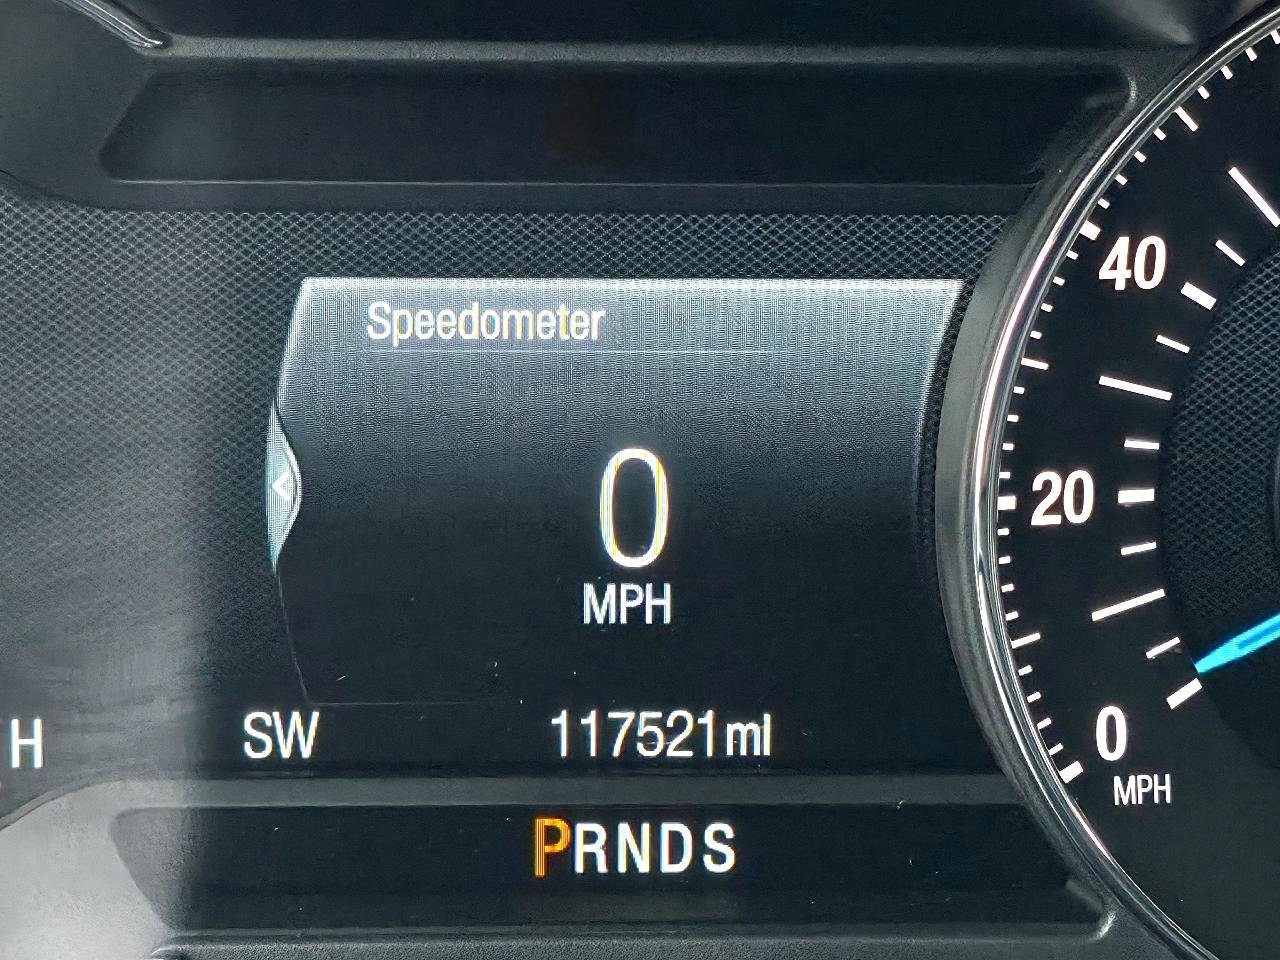 Speedometer
0
MPH
SW 117521mi
PRNDS
H
40
20
0
MPH